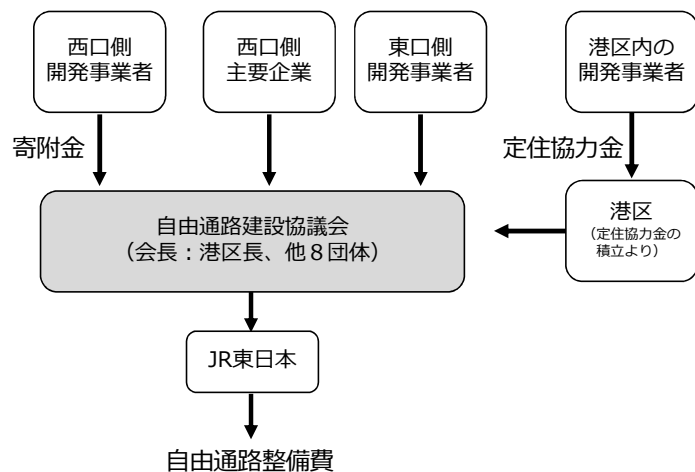 西口側
開発事業者
西口側
主要企業
東口側
開発事業者
港区内の
開発事業者
寄附金
定住協力金
自由通路建設協議会
（会長：港区長、他８団体）
港区
（定住協力金の
積立より）
JR東日本
自由通路整備費